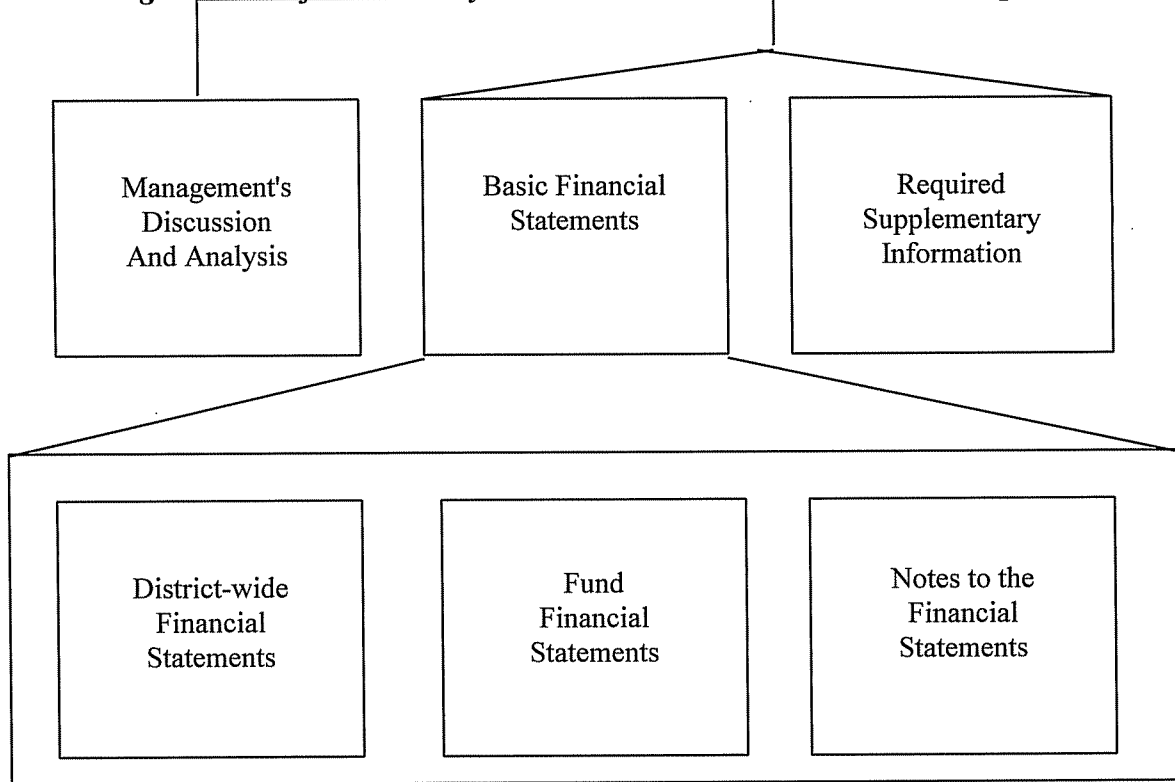 Management's
Discussion
And Analysis
Basic Financial
Statements
Required
Supplementary
Information
District-wide
Financial
Statements
Fund
Financial
Statements
Notes to the
Financial
Statements